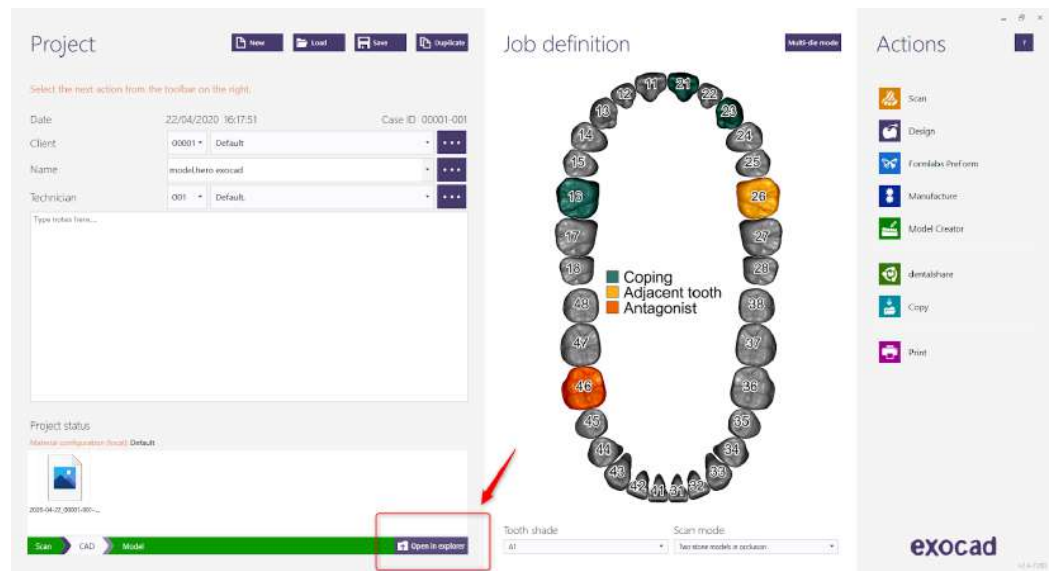 Project
New
Load
Save
Duplicate
Select the next action from the toolbar on the right.
Date
22/04/2020 16:17:51
Case ID 00001-001
Client
00001
Default
Name
model,hero exocad
Technician
001
Default,
Type notes here...
Project status
Material configuration (local): Default
Scan
CAD
Model
Open in explorer
Job definition
Multi-die mode
11
21
12
22
13
23
14
24
15
25
16
26
17
27
18
28
Coping
Adjacent tooth
Antagonist
48
38
47
37
46
36
45
35
44
34
43
33
42
41
31
32
Tooth shade
A1
Scan mode
Two stone models in occlusion
Actions
?
Scan
Design
Formlabs PreForm
Manufacture
Model Creator
dentalshare
Copy
Print
exocad